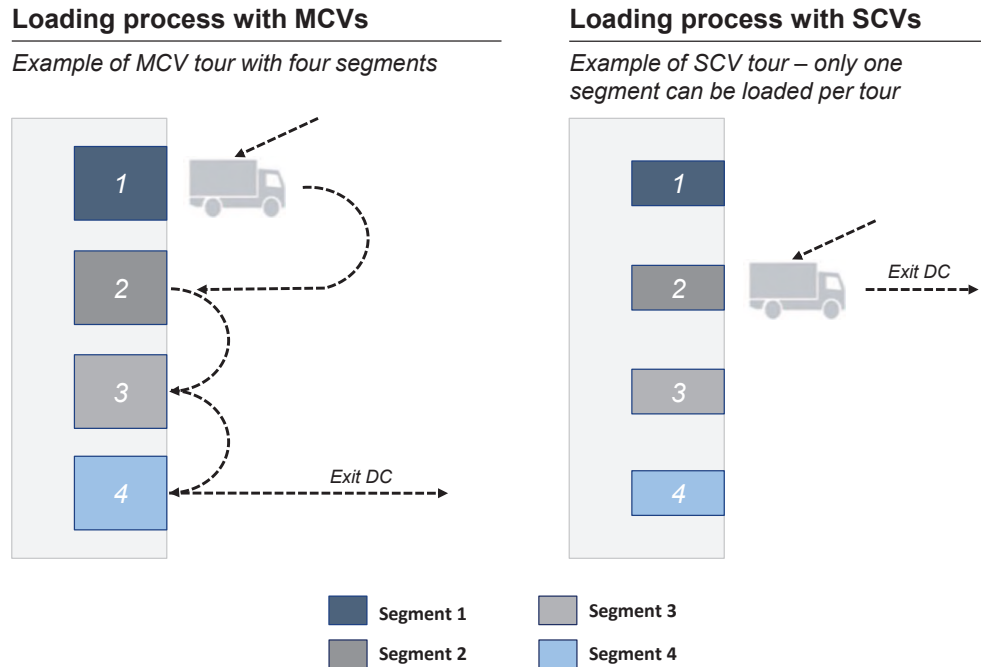 Loading process with MCVs
Example of MCV tour with four segments
1
2
3
4
Exit DC
Loading process with SCVs
Example of SCV tour – only one
segment can be loaded per tour
1
2
3
4
Exit DC
Segment 1
Segment 2
Segment 3
Segment 4